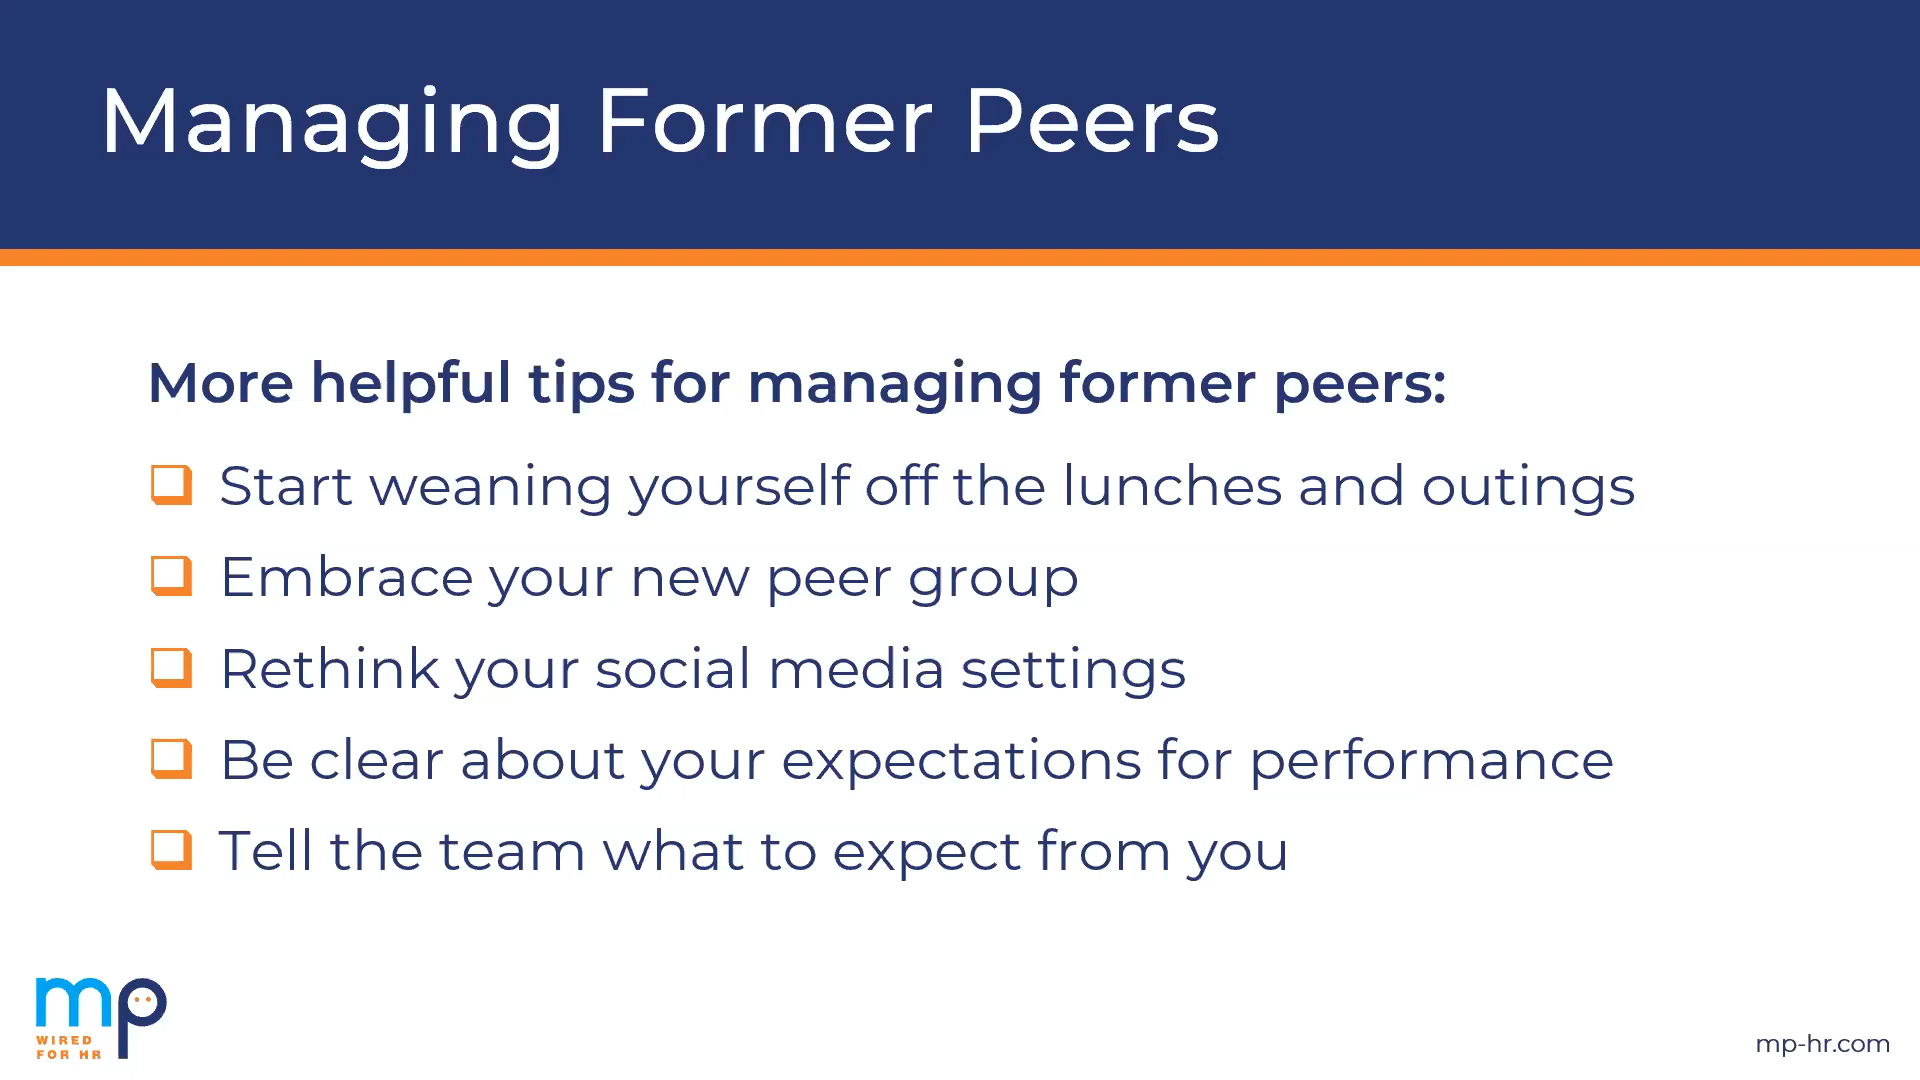 Managing Former Peers
More helpful tips for managing former peers:
Start weaning yourself off the lunches and outings
Embrace your new peer group
Rethink your social media settings
Be clear about your expectations for performance
Tell the team what to expect from you
mp
WIRED
FOR HR
mp-hr.com